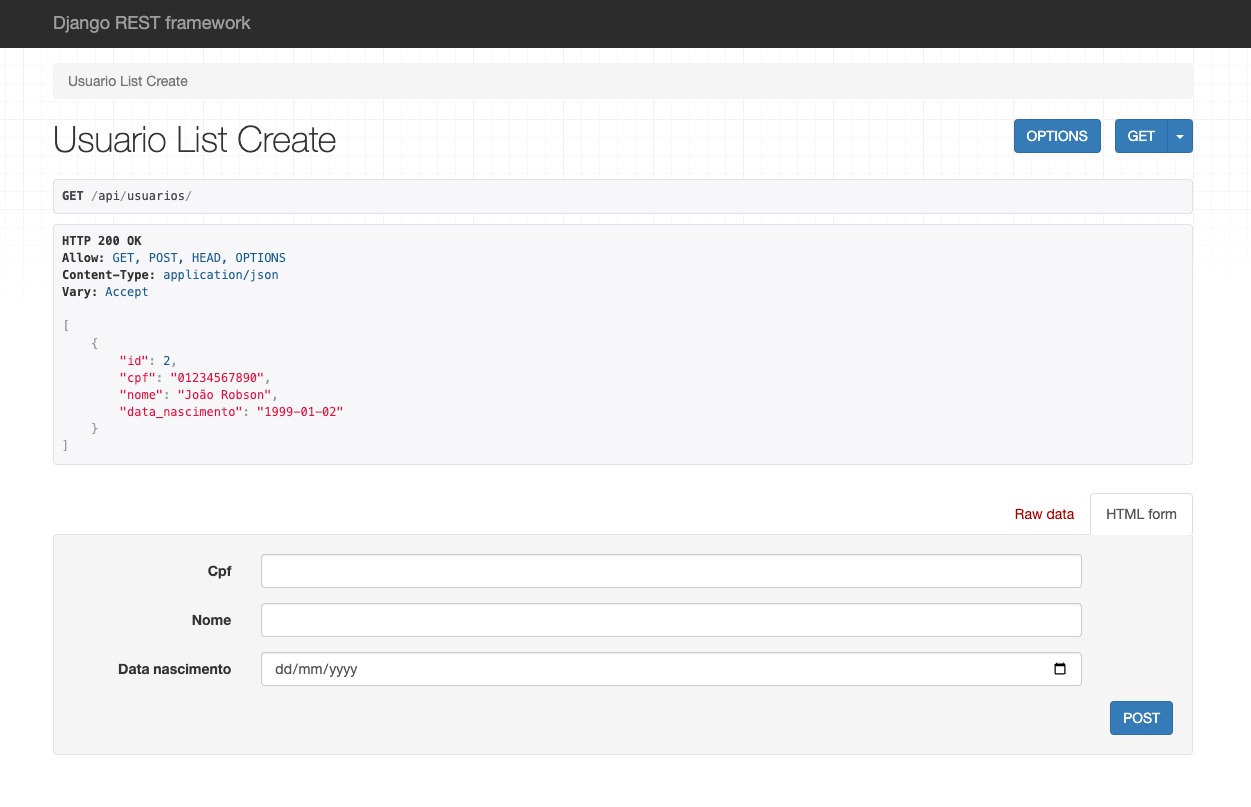 Django REST framework
Usuario List Create
Usuario List Create
OPTIONS
GET
GET /api/usuarios/
HTTP 200 OK
Allow: GET, POST, HEAD, OPTIONS
Content-Type: application/json
Vary: Accept
[
    {
        "id": 2,
        "cpf": "01234567890",
        "nome": "João Robson",
        "data_nascimento": "1999-01-02"
    }
]
Raw data
HTML form
Cpf
Nome
Data nascimento
dd/mm/yyyy
POST